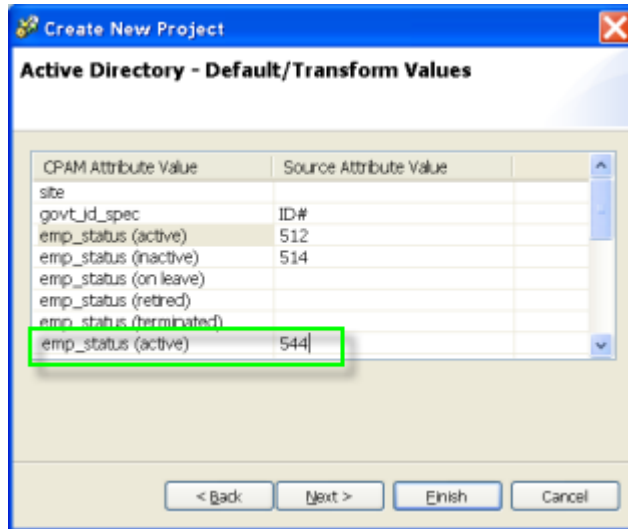 Create New Project
Active Directory - Default/Transform Values
CPAM Attribute Value Source Attribute Value
site
govt_id_spec ID#
emp_status (active) 512
emp_status (inactive) 514
emp_status (on leave)
emp_status (retired)
emp_status (terminated)
emp_status (active) 544
< Back Next > Finish Cancel